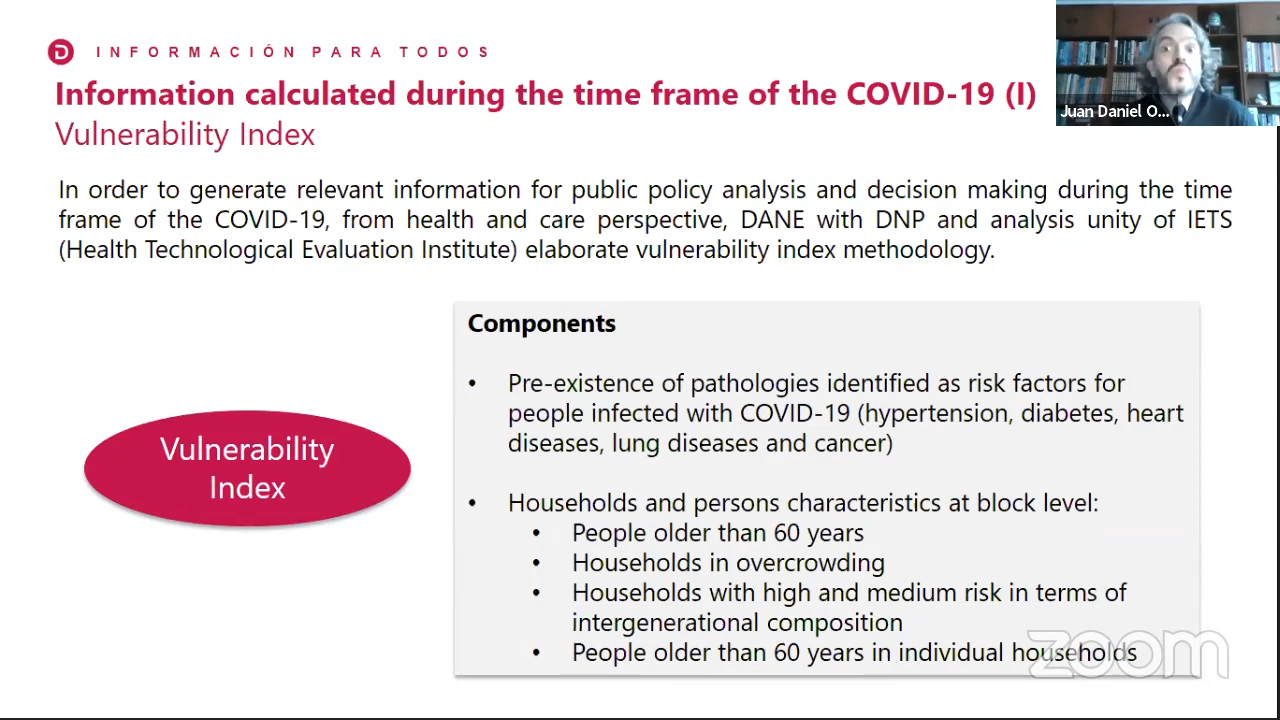 INFORMACIÓN PARA TODOS
Information calculated during the time frame of the COVID-19 (I)
Vulnerability Index
Juan Daniel O...
In order to generate relevant information for public policy analysis and decision making during the time
frame of the COVID-19, from health and care perspective, DANE with DNP and analysis unity of IETS
(Health Technological Evaluation Institute) elaborate vulnerability index methodology.
Vulnerability
Index
Components
• Pre-existence of pathologies identified as risk factors for
people infected with COVID-19 (hypertension, diabetes, heart
diseases, lung diseases and cancer)
• Households and persons characteristics at block level:
• People older than 60 years
• Households in overcrowding
• Households with high and medium risk in terms of
intergenerational composition
• People older than 60 years in individual households
zoom